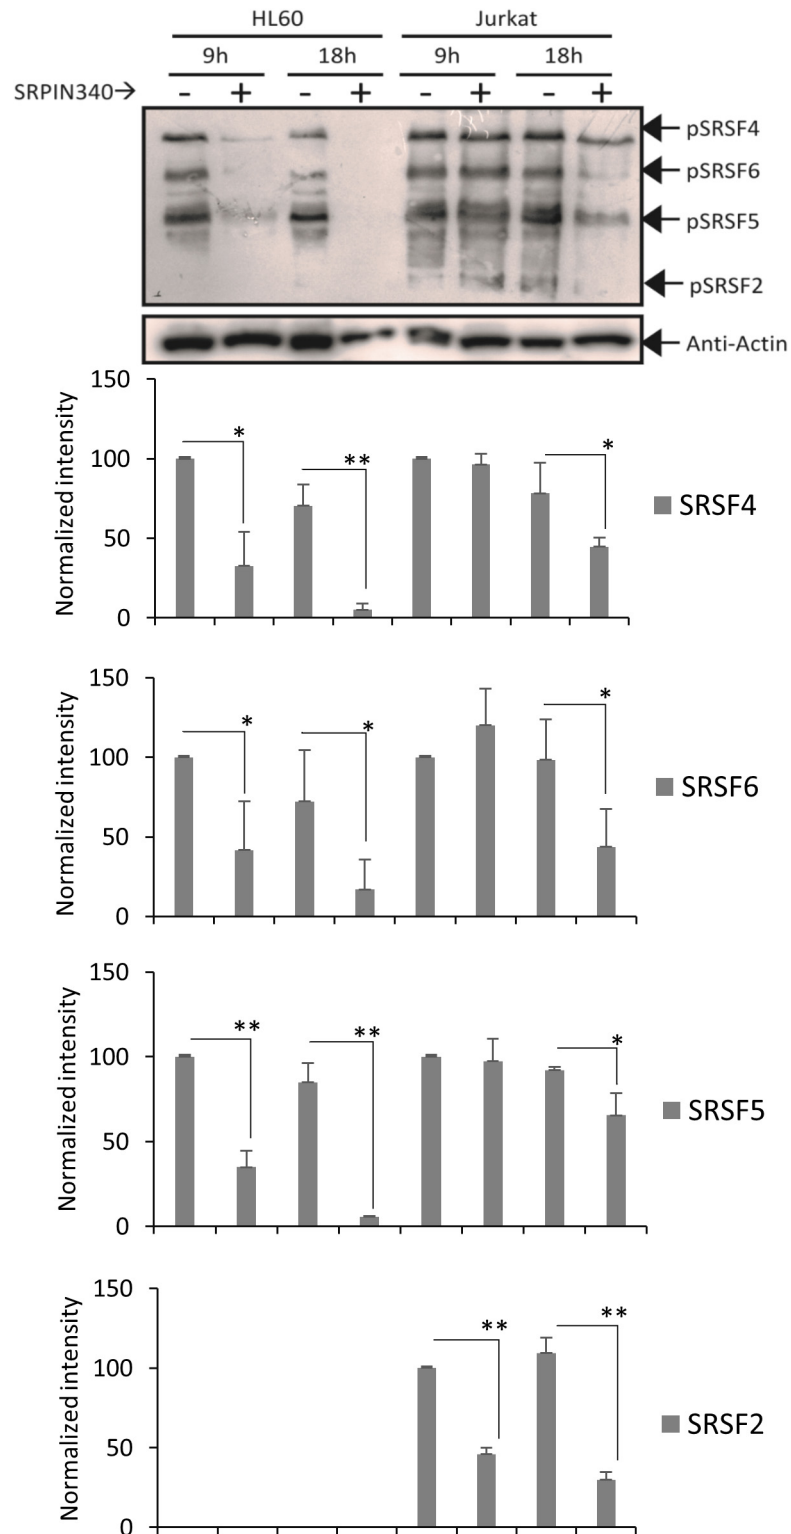 HL60 Jurkat
9h 18h 9h 18h
SRPIN340→ - + - + - + - +
pSRSF4
pSRSF6
pSRSF5
pSRSF2
Anti-Actin
150
100
50
0
Normalized intensity
* ** *
SRSF4
150
100
50
0
Normalized intensity
* * *
SRSF6
150
100
50
0
Normalized intensity
** ** *
SRSF5
150
100
50
0
Normalized intensity
** **
SRSF2